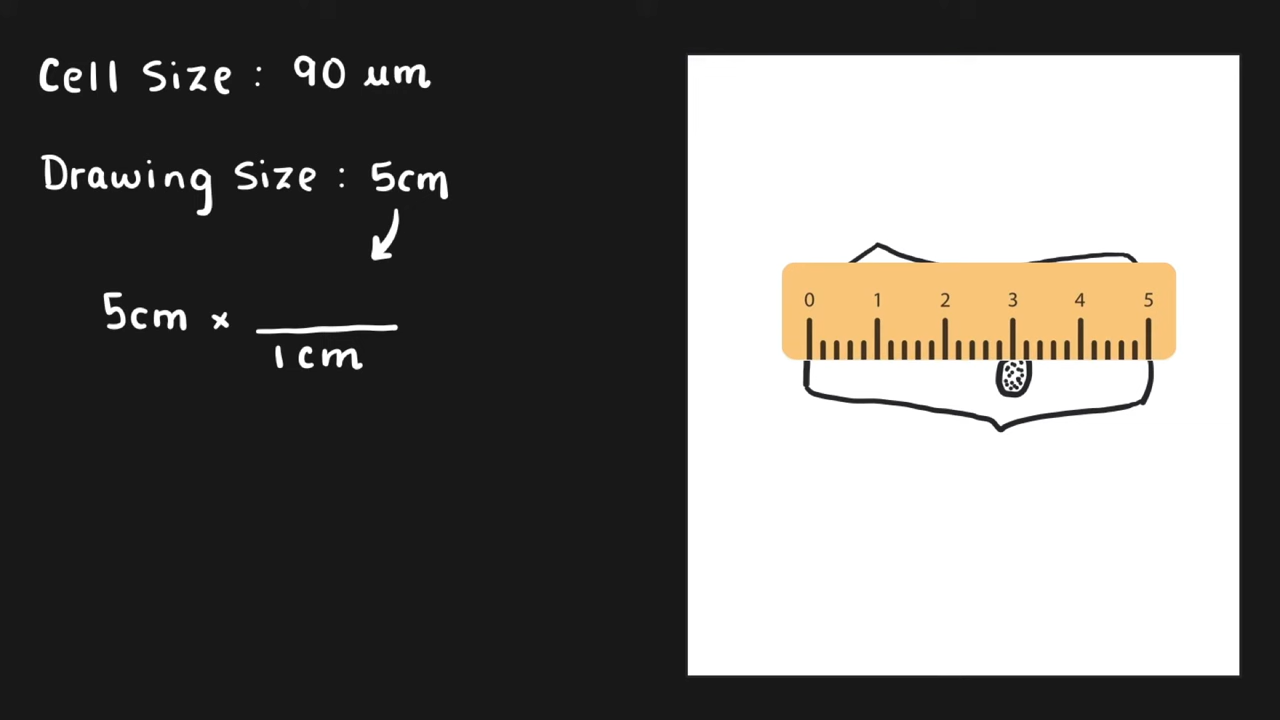 Cell Size : 90 um
Drawing Size : 5cm
5cm ×
1cm
0 1 2 3 4 5